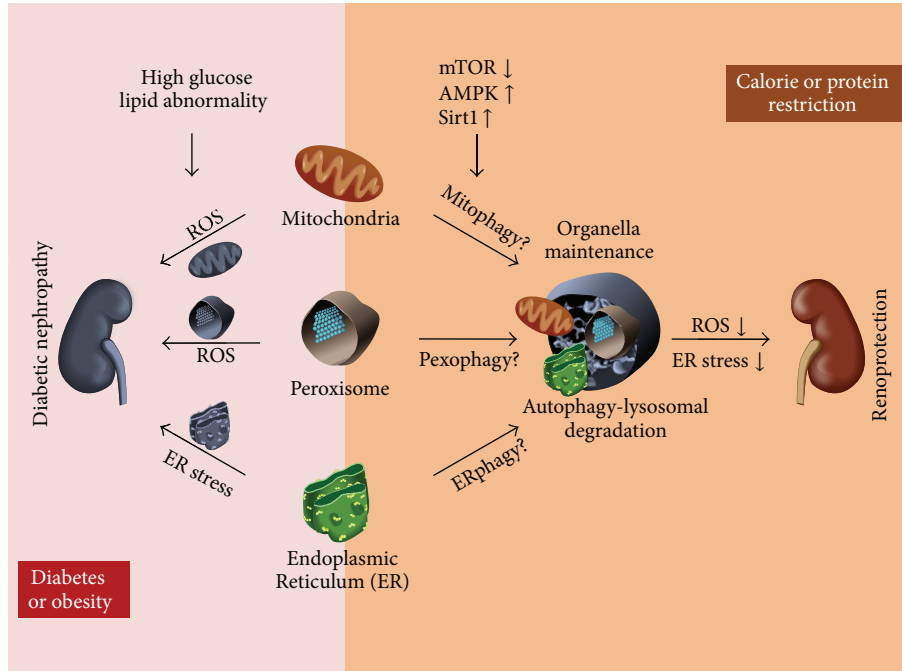 High glucose
lipid abnormality
mTOR ↓
AMPK ↑
Sirt1 ↑
Calorie or protein
restriction
ROS
Mitochondria
Mitophagy?
Organella
maintenance
Diabetic nephropathy
ROS
Peroxisome
Pexophagy?
ROS ↓
ER stress ↓
Renoprotection
Autophagy-lysosomal
degradation
ER stress
ERphagy?
Endoplasmic
Reticulum (ER)
Diabetes
or obesity